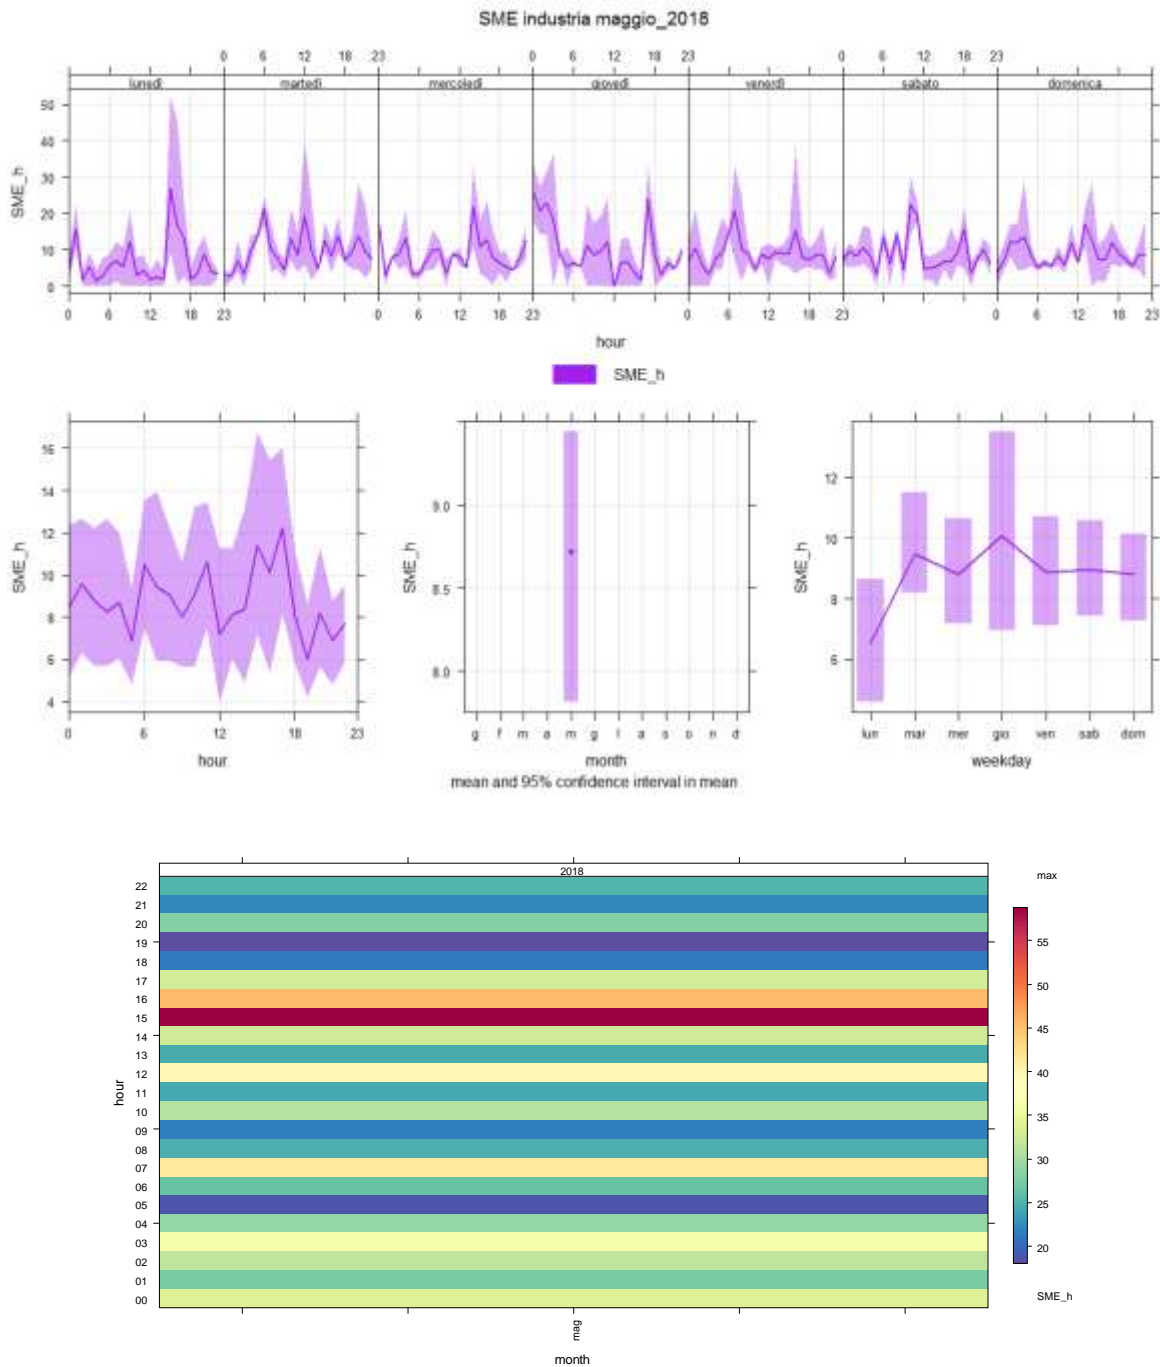 SME industria maggio_2018
0 6 12 18 23 0 6 12 18 23 0 6 12 18 23
lunedì martedì mercoledì giovedì venerdì sabato domenica
50
40
30
20
10
0
SME_h
0 6 12 18 23 0 6 12 18 23 0 6 12 18 23 0 6 12 18 23
hour
SME_h
16
14
12
10
8
6
4
SME_h
0 6 12 18 23
hour
9.0
8.5
8.0
SME_h
g f m a m g l a s o n d
month
mean and 95% confidence interval in mean
12
10
8
6
SME_h
lun mar mer gio ven sab dom
weekday
2018
22
21
20
19
18
17
16
15
14
13
12
11
10
09
08
07
06
05
04
03
02
01
00
hour
mag
month
max
55
50
45
40
35
30
25
20
SME_h